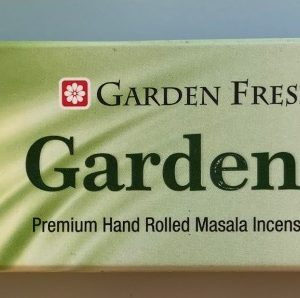 GARDEN FRES
Garden
Premium Hand Rolled Masala Incens